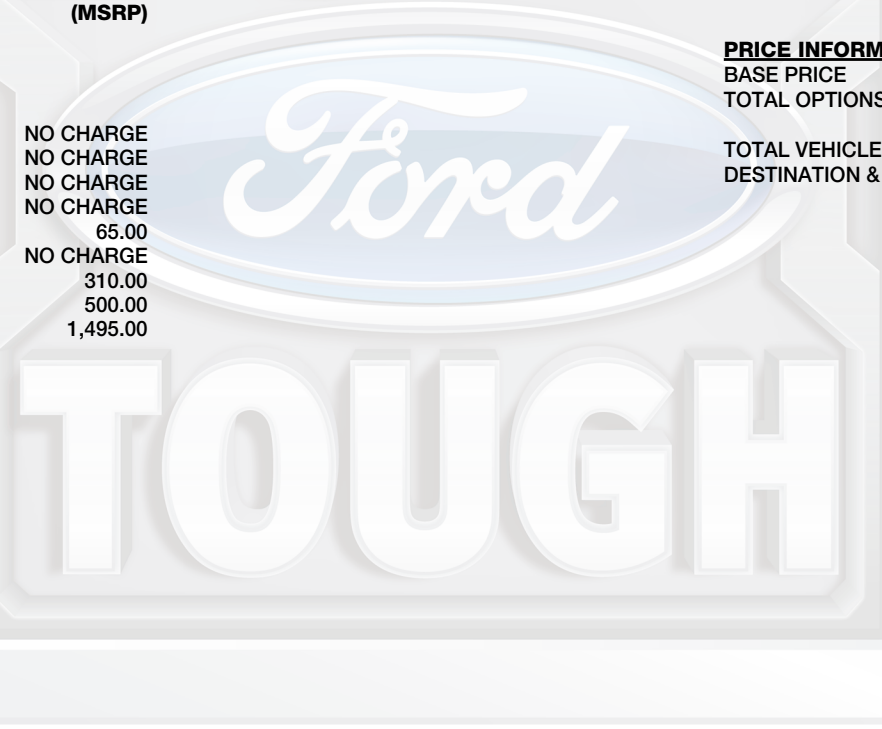 (MSRP)
NO CHARGE
NO CHARGE
NO CHARGE
NO CHARGE
65.00
NO CHARGE
310.00
500.00
1,495.00
PRICE INFORM
BASE PRICE
TOTAL OPTIONS
TOTAL VEHICLE
DESTINATION &
Ford
TOUGH